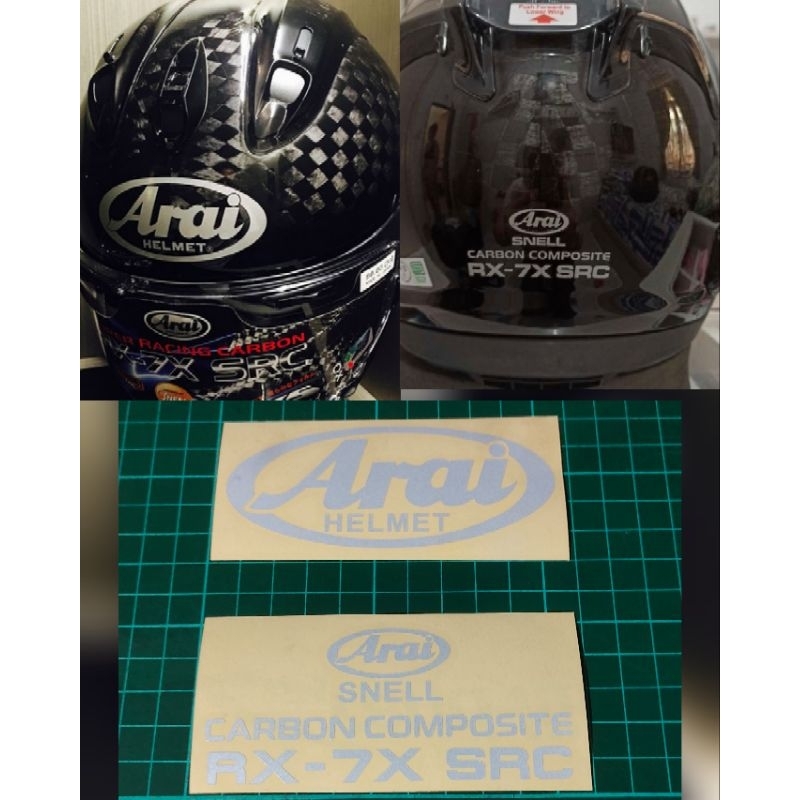 Arai
HELMET®
Arai
RACING CARBON
-7X SRC
Push Forward to
Lower Wing
Arai
SNELL
CARBON COMPOSITE
RX-7X SRC
Arai
HELMET
Arai
SNELL
CARBON COMPOSITE
RX-7X SRC